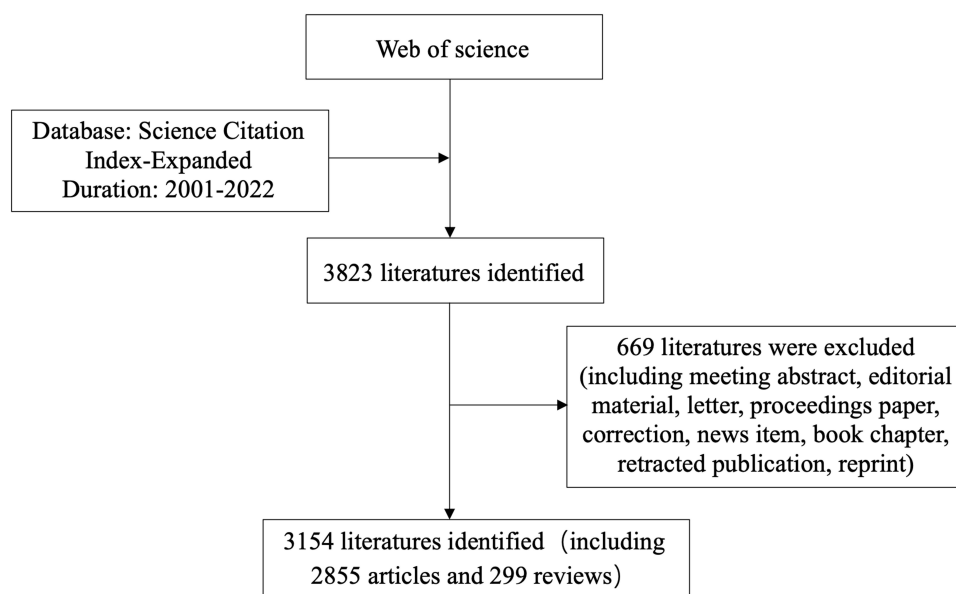 Web of science
Database: Science Citation
Index-Expanded
Duration: 2001-2022
3823 literatures identified
669 literatures were excluded
(including meeting abstract, editorial
material, letter, proceedings paper,
correction, news item, book chapter,
retracted publication, reprint)
3154 literatures identified（including
2855 articles and 299 reviews）